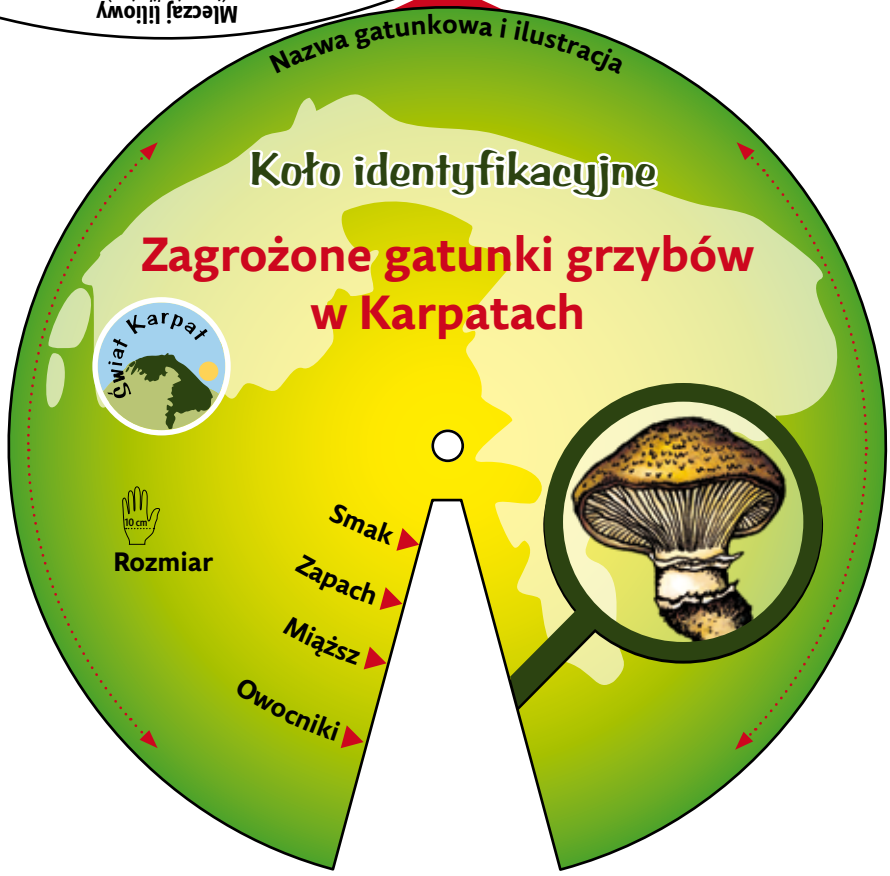 Mleczaj liliowy
Nazwa gatunkowa i ilustracja
Koło identyfikacyjne
Zagrożone gatunki grzybów
w Karpatach
Świat Karpat
10 cm
Rozmiar
Smak
Zapach
Miąższ
Owocniki